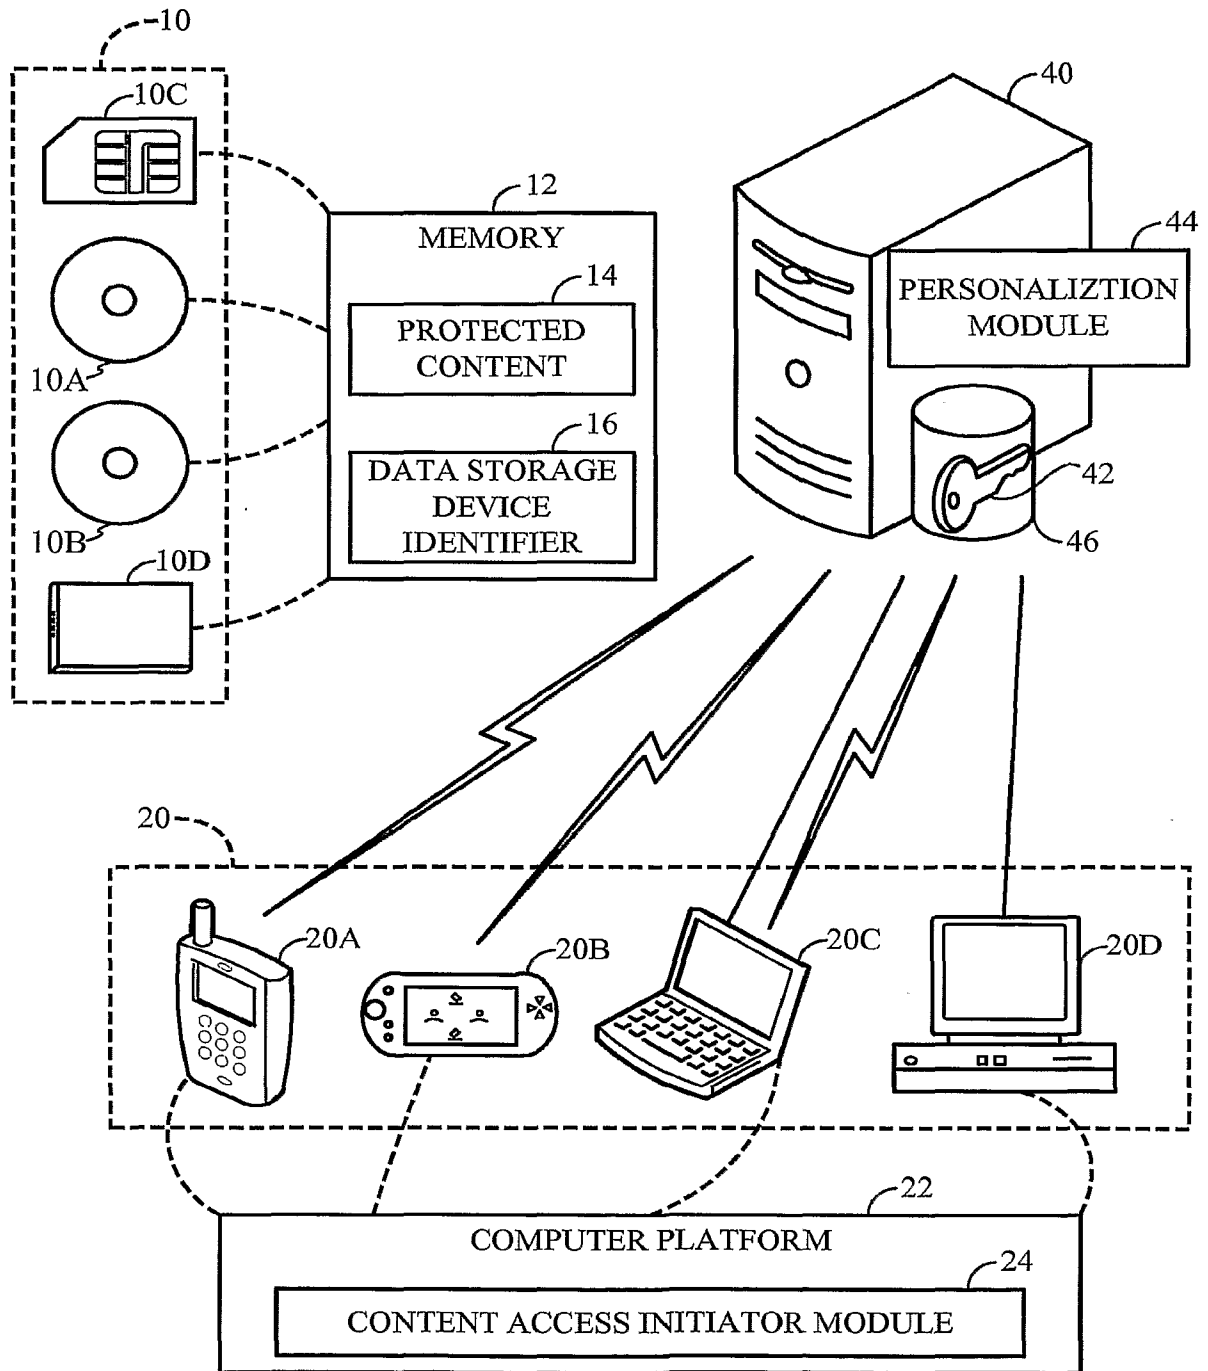 10
10C
10A
10B
10D
12
MEMORY
14
PROTECTED
CONTENT
16
DATA STORAGE
DEVICE
IDENTIFIER
40
44
PERSONALIZTION
MODULE
42
46
20
20A
20B
20C
20D
22
COMPUTER PLATFORM
24
CONTENT ACCESS INITIATOR MODULE